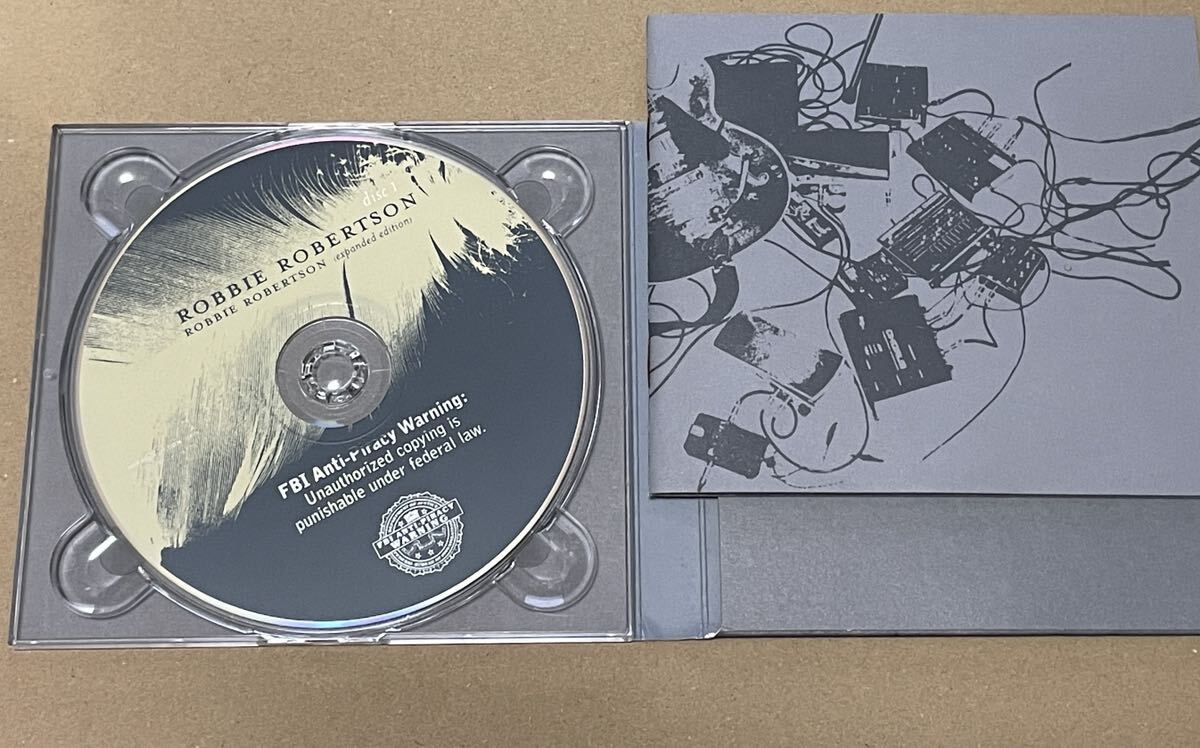 disc 1
ROBBIE ROBERTSON
ROBBIE ROBERTSON (expanded edition)
FBI Anti-Piracy Warning:
Unauthorized copying is
punishable under federal law.
FBI ANTI-PIRACY
WARNING